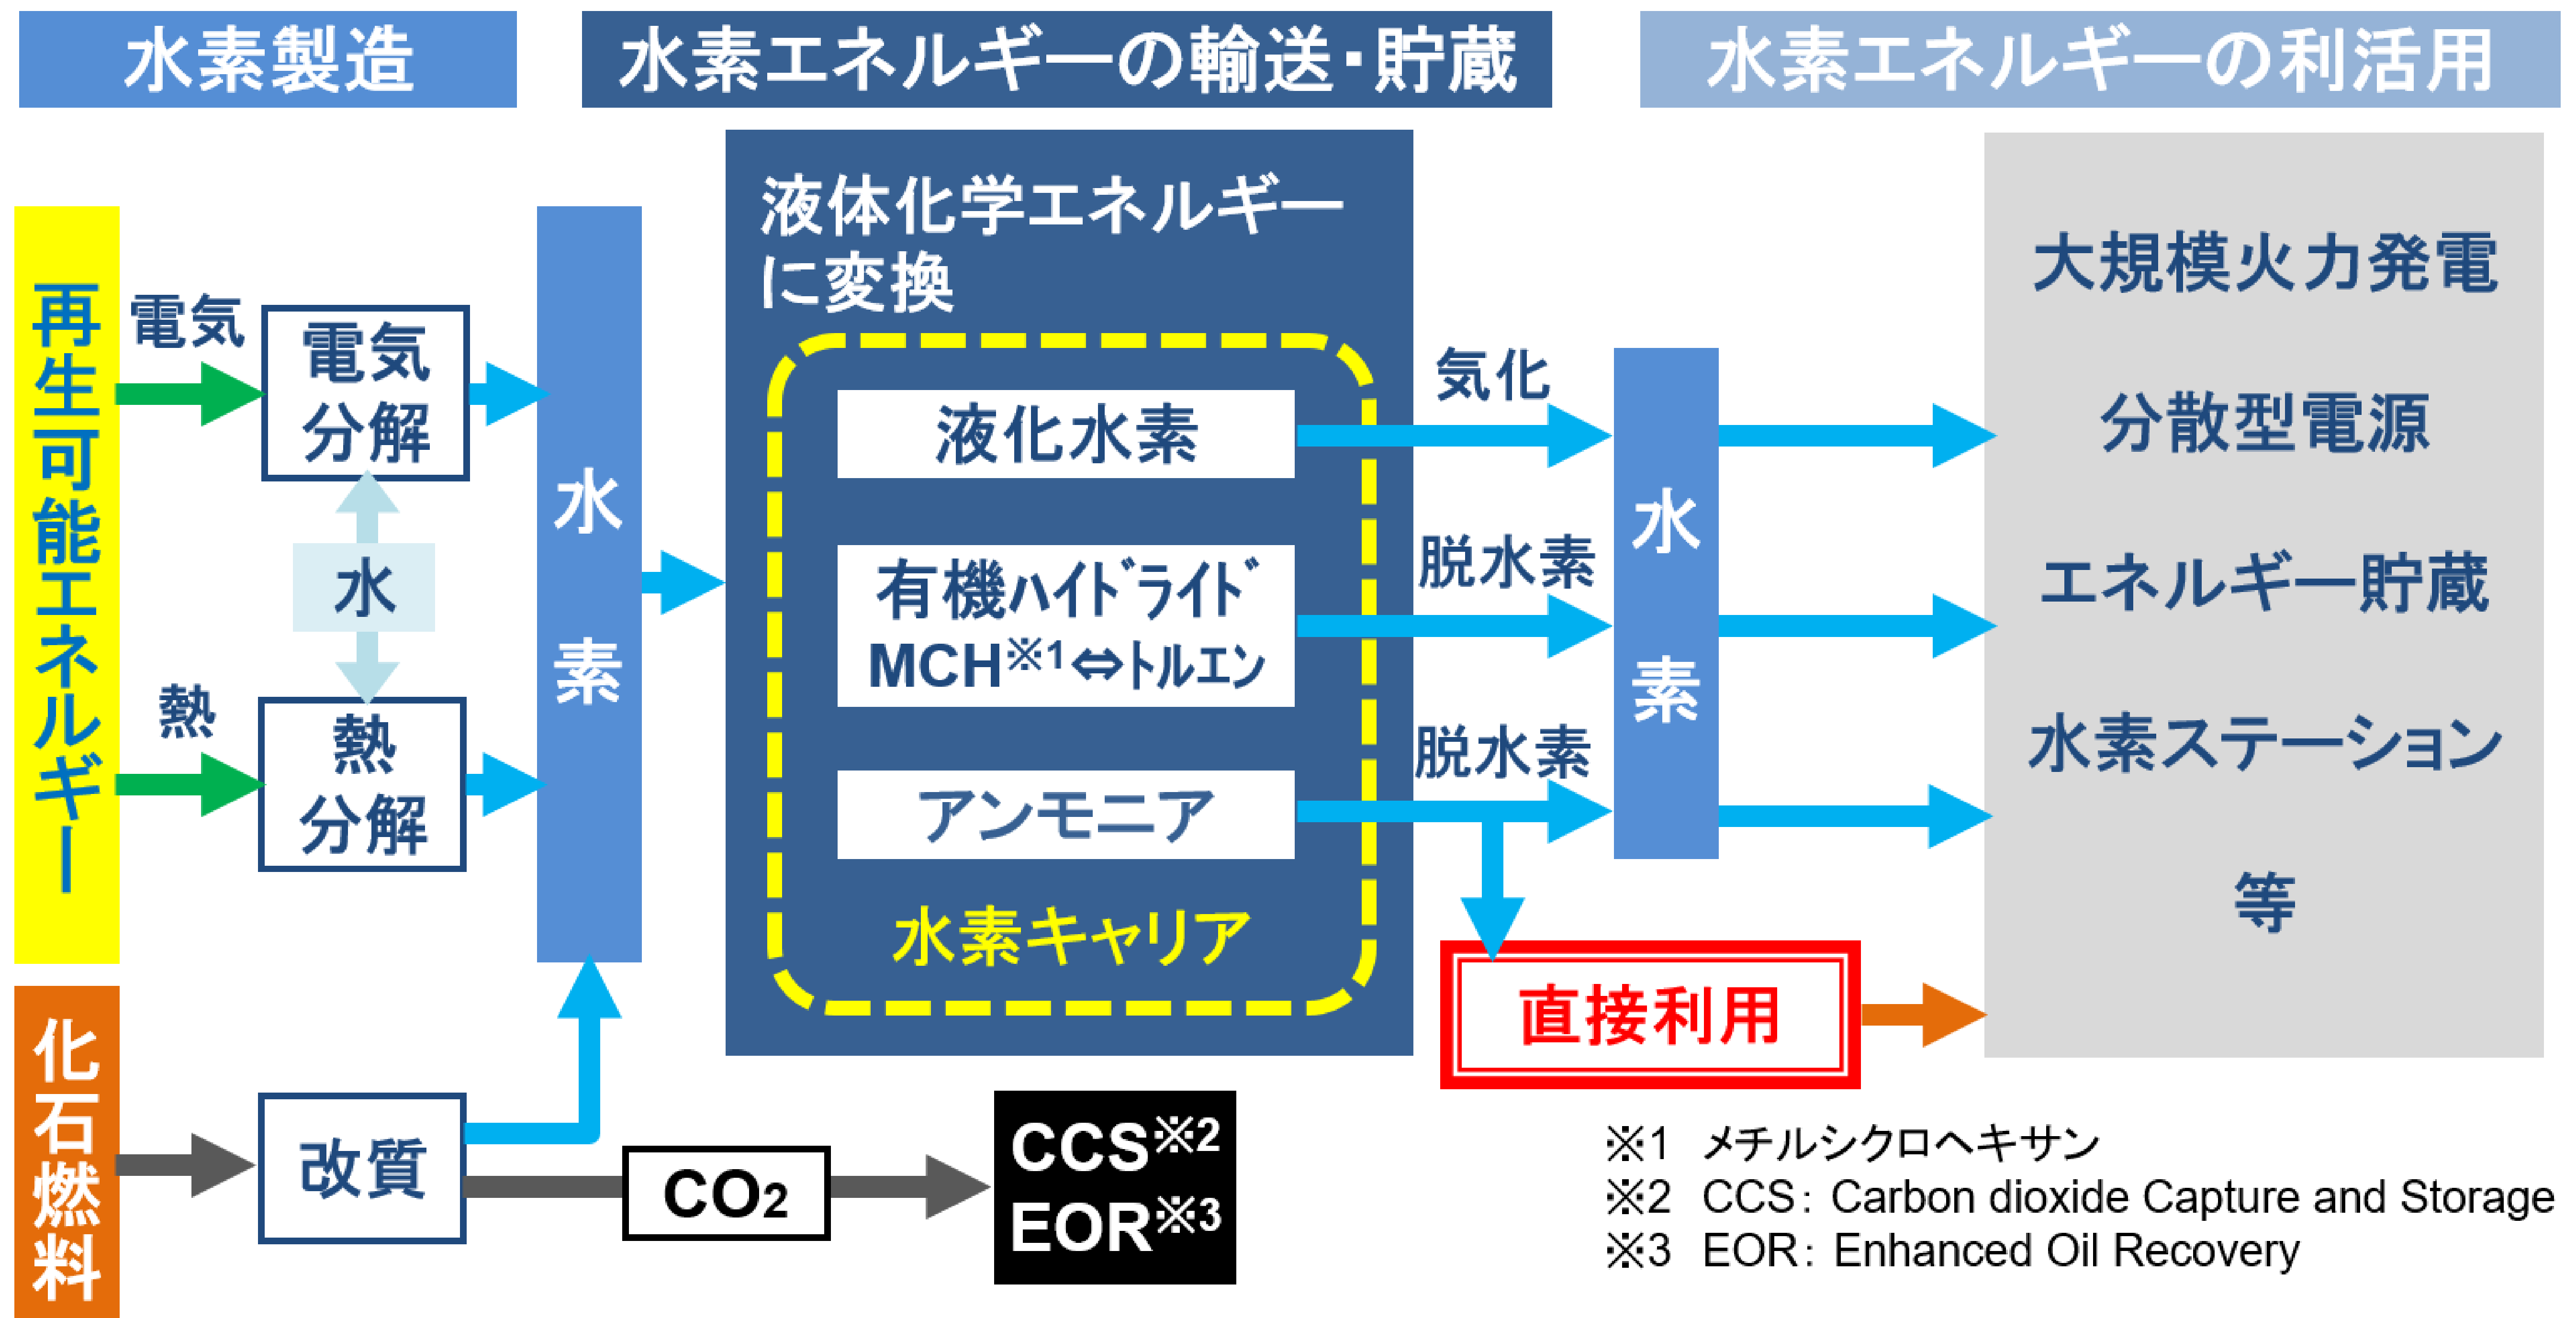 水素製造
水素エネルギーの輸送・貯蔵
水素エネルギーの利活用
再生可能エネルギー
電気
電気
分解
水
熱
熱
分解
化石燃料
改質
CO₂
CCS※2
EOR※3
水素
液体化学エネルギー
に変換
液化水素
有機ﾊｲﾄﾞﾗｲﾄﾞ
MCH※1⇔ﾄﾙｴﾝ
アンモニア
水素キャリア
気化
脱水素
脱水素
水素
直接利用
大規模火力発電
分散型電源
エネルギー貯蔵
水素ステーション
等
※1 メチルシクロヘキサン
※2 CCS： Carbon dioxide Capture and Storage
※3 EOR： Enhanced Oil Recovery